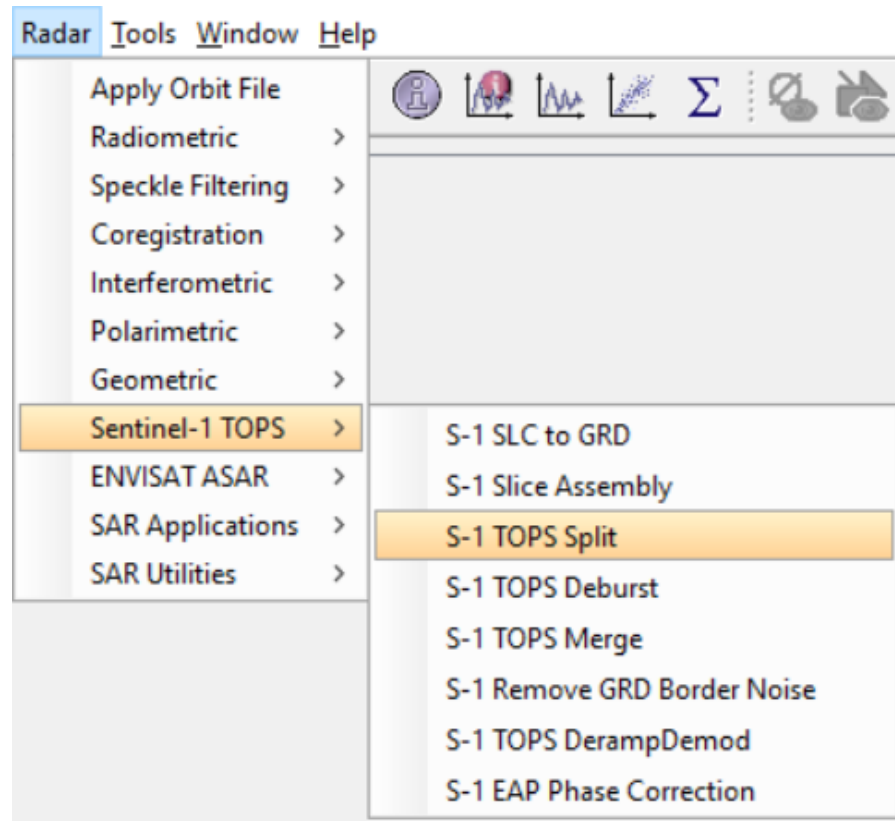 Radar Tools Window Help
Apply Orbit File
Radiometric
Speckle Filtering
Coregistration
Interferometric
Polarimetric
Geometric
Sentinel-1 TOPS
ENVISAT ASAR
SAR Applications
SAR Utilities
S-1 SLC to GRD
S-1 Slice Assembly
S-1 TOPS Split
S-1 TOPS Deburst
S-1 TOPS Merge
S-1 Remove GRD Border Noise
S-1 TOPS DerampDemod
S-1 EAP Phase Correction